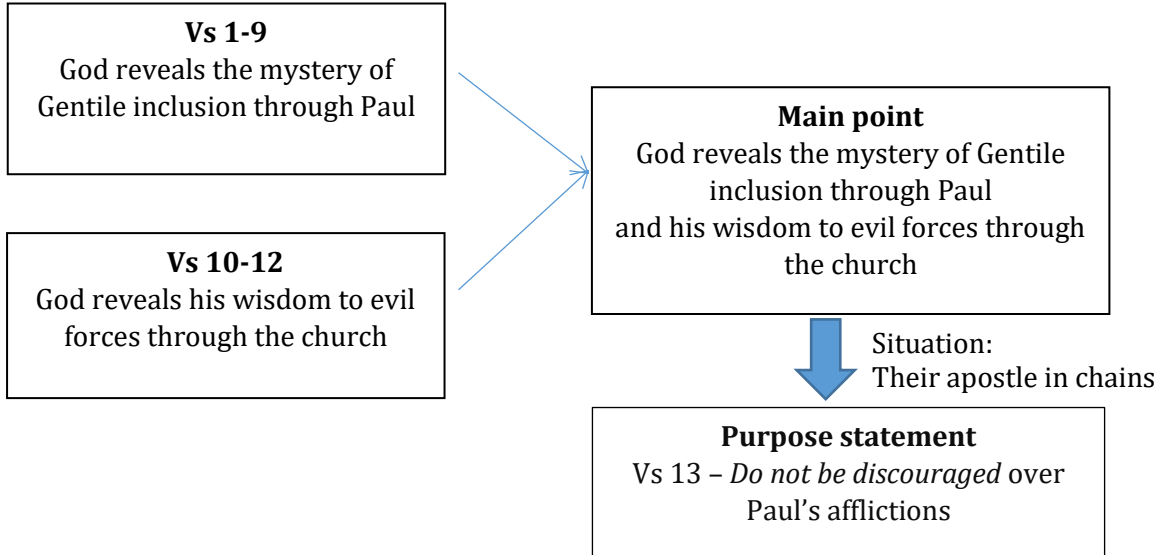 Vs 1-9
God reveals the mystery of
Gentile inclusion through Paul
Vs 10-12
God reveals his wisdom to evil
forces through the church
Main point
God reveals the mystery of Gentile
inclusion through Paul
and his wisdom to evil forces through
the church
Situation:
Their apostle in chains
Purpose statement
Vs 13 – Do not be discouraged over
Paul's afflictions